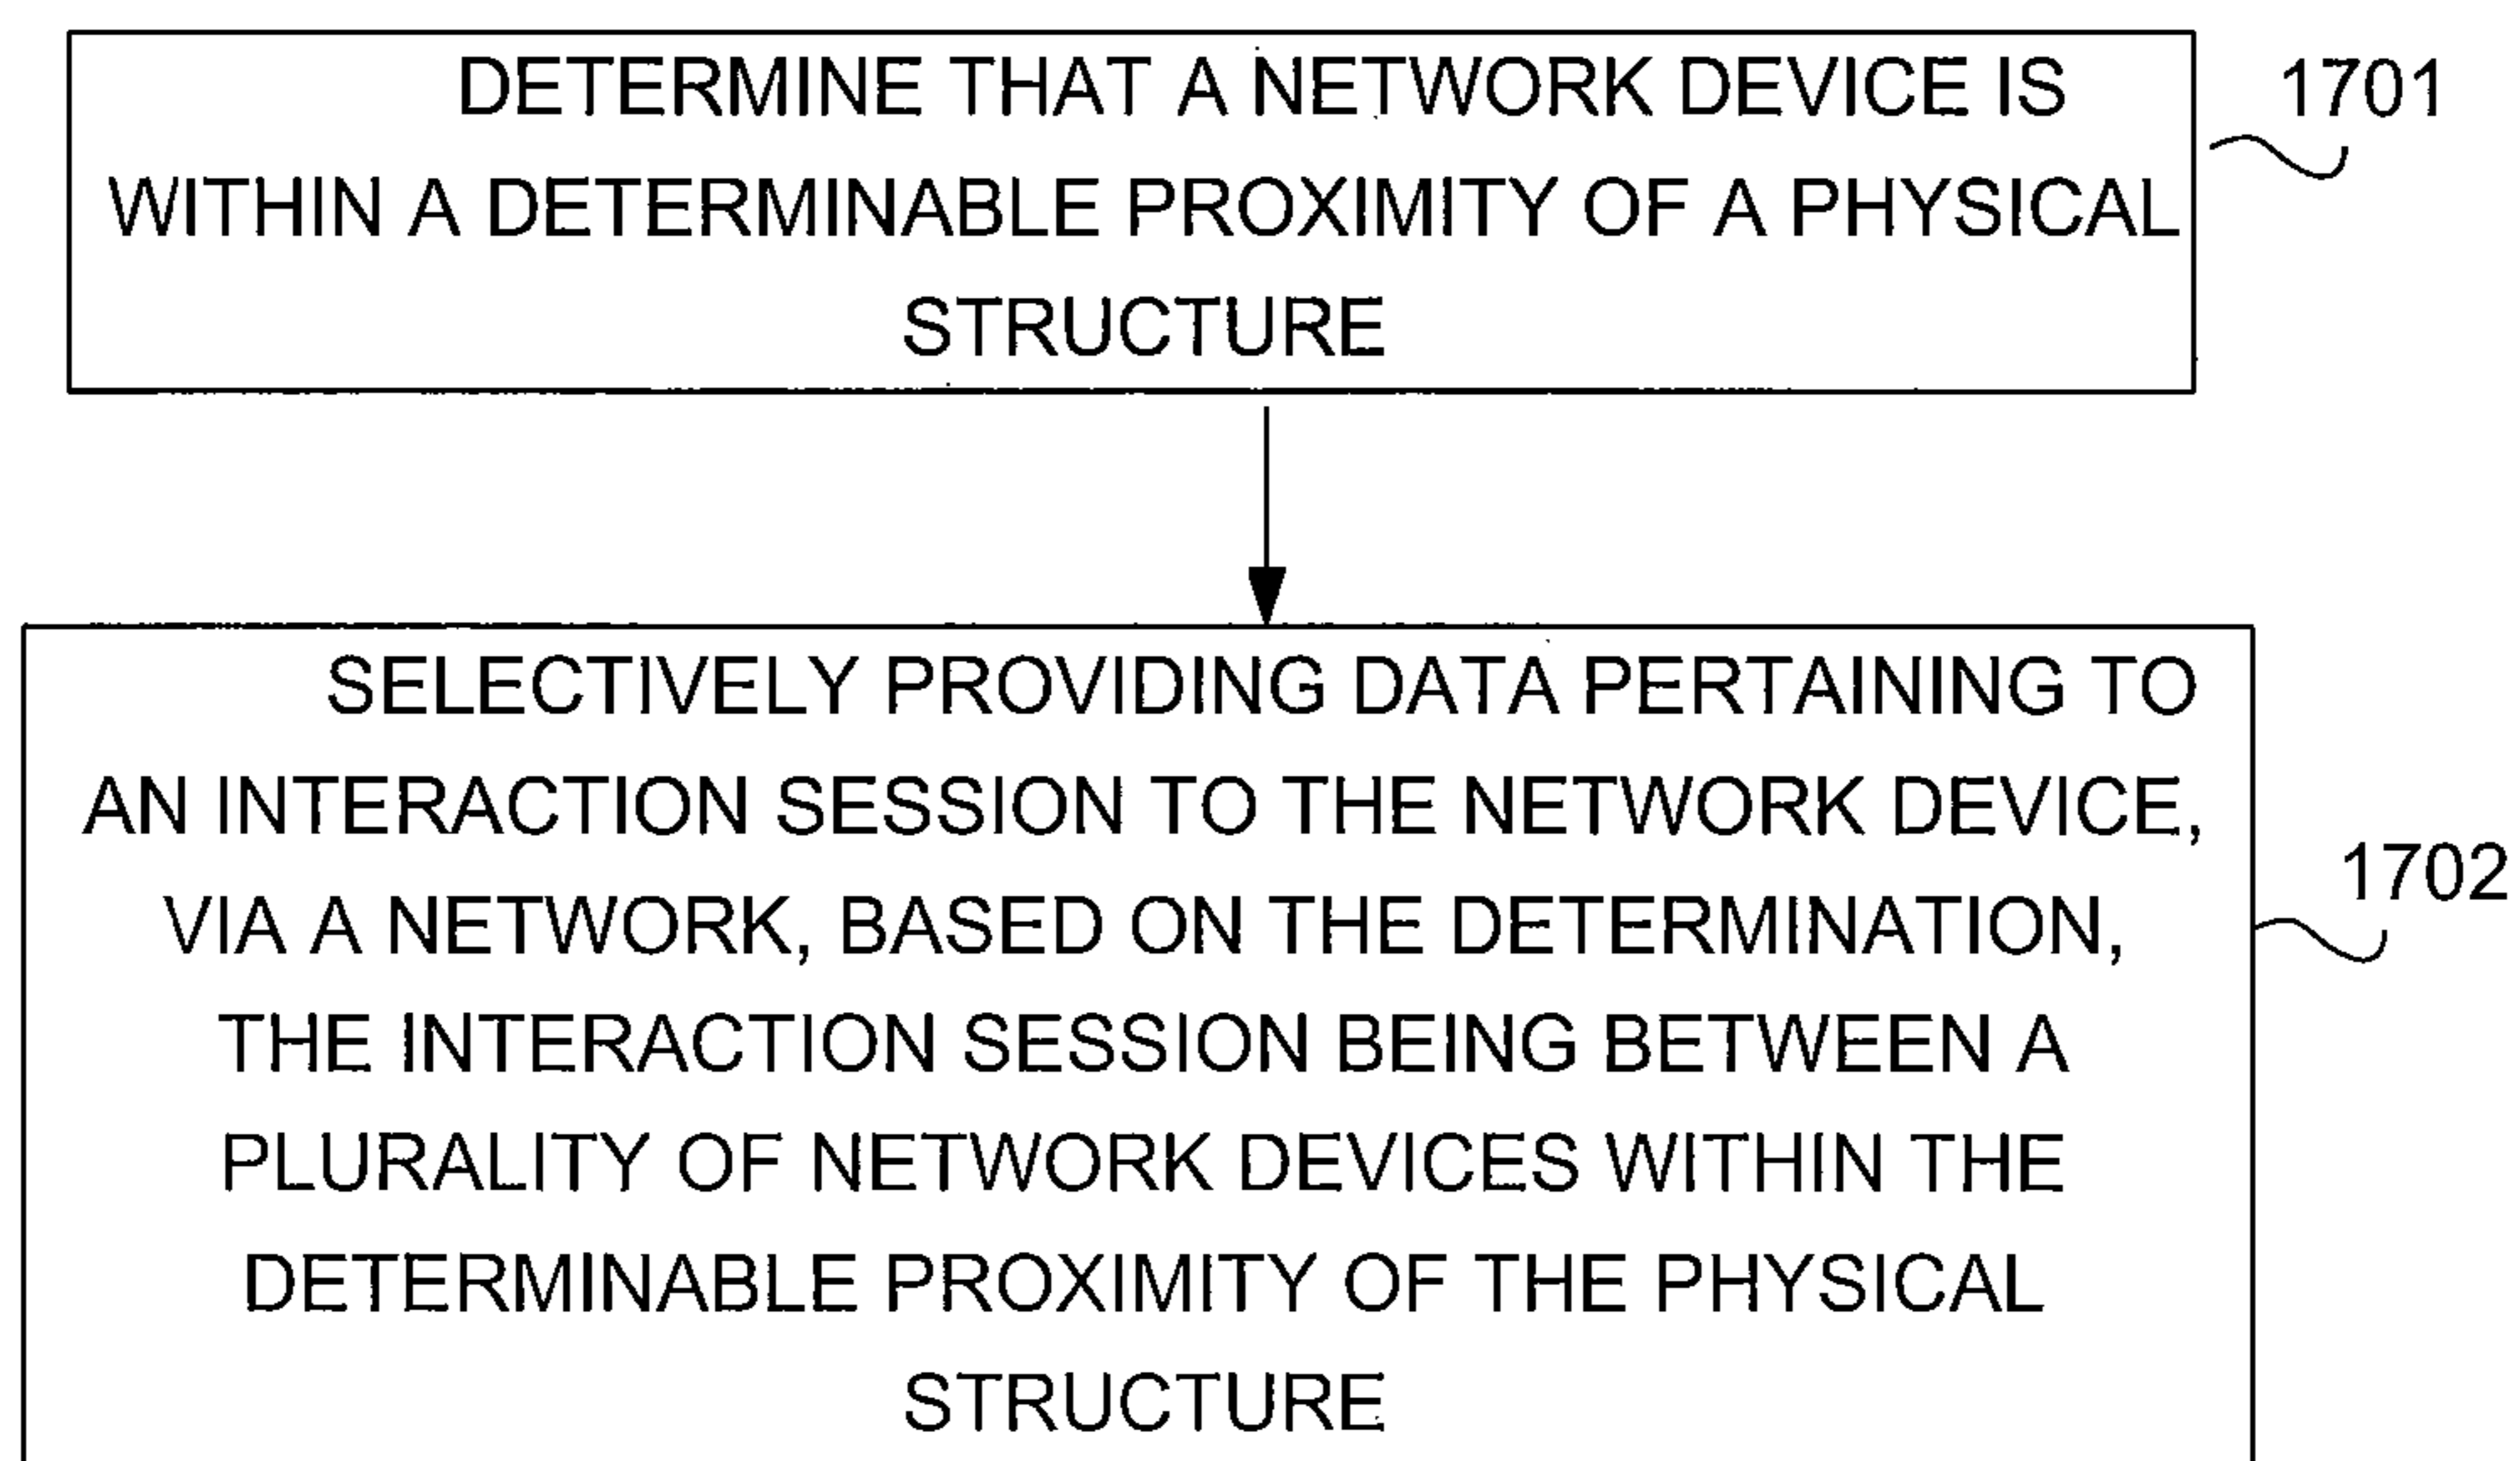 DETERMINE THAT A NETWORK DEVICE IS
WITHIN A DETERMINABLE PROXIMITY OF A PHYSICAL
STRUCTURE
1701
SELECTIVELY PROVIDING DATA PERTAINING TO
AN INTERACTION SESSION TO THE NETWORK DEVICE,
VIA A NETWORK, BASED ON THE DETERMINATION,
THE INTERACTION SESSION BEING BETWEEN A
PLURALITY OF NETWORK DEVICES WITHIN THE
DETERMINABLE PROXIMITY OF THE PHYSICAL
STRUCTURE
1702